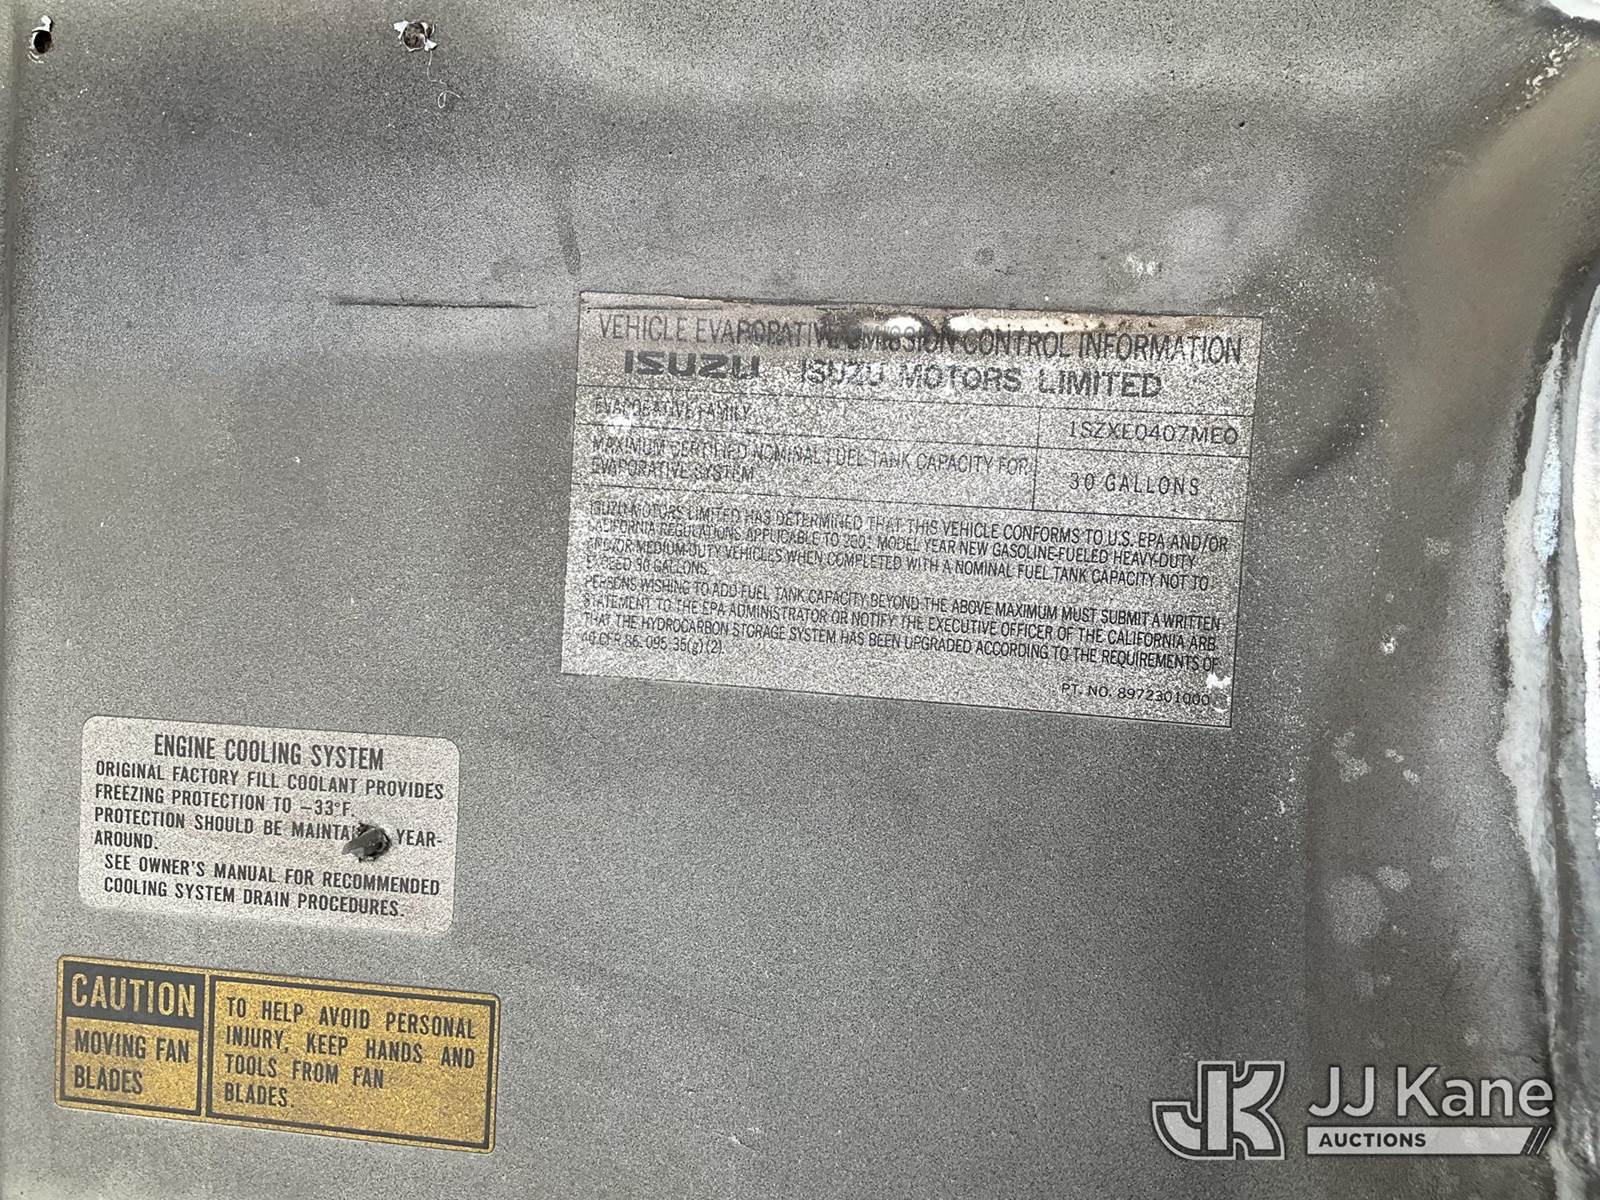 VEHICLE EVAPORATIVE EMISSION CONTROL INFORMATION
ISUZU ISUZU MOTORS LIMITED
EVAPORATIVE FAMILY 1SZXE0407MEO
MAXIMUM CERTIFIED NOMINAL FUEL TANK CAPACITY FOR
EVAPORATIVE SYSTEM 30 GALLONS
ISUZU MOTORS LIMITED HAS DETERMINED THAT THIS VEHICLE CONFORMS TO U.S. EPA AND/OR
CALIFORNIA REGULATIONS APPLICABLE TO 2001 MODEL YEAR NEW GASOLINE-FUELED HEAVY-DUTY
AND/OR MEDIUM-DUTY VEHICLES WHEN COMPLETED WITH A NOMINAL FUEL TANK CAPACITY NOT TO
EXCEED 30 GALLONS.
PERSONS WISHING TO ADD FUEL TANK CAPACITY BEYOND THE ABOVE MAXIMUM MUST SUBMIT A WRITTEN
STATEMENT TO THE EPA ADMINISTRATOR OR NOTIFY THE EXECUTIVE OFFICER OF THE CALIFORNIA ARB
THAT THE HYDROCARBON STORAGE SYSTEM HAS BEEN UPGRADED ACCORDING TO THE REQUIREMENTS OF
40 CFR 86. 095-35(g) (2).
PT. NO. 8972301000
ENGINE COOLING SYSTEM
ORIGINAL FACTORY FILL COOLANT PROVIDES
FREEZING PROTECTION TO –33°F.
PROTECTION SHOULD BE YEAR-
AROUND.
SEE OWNER'S MANUAL FOR RECOMMENDED
COOLING SYSTEM DRAIN PROCEDURES.
CAUTION
MOVING FAN
BLADES
TO HELP AVOID PERSONAL
INJURY, KEEP HANDS AND
TOOLS FROM FAN
BLADES.
JK JJ Kane
AUCTIONS